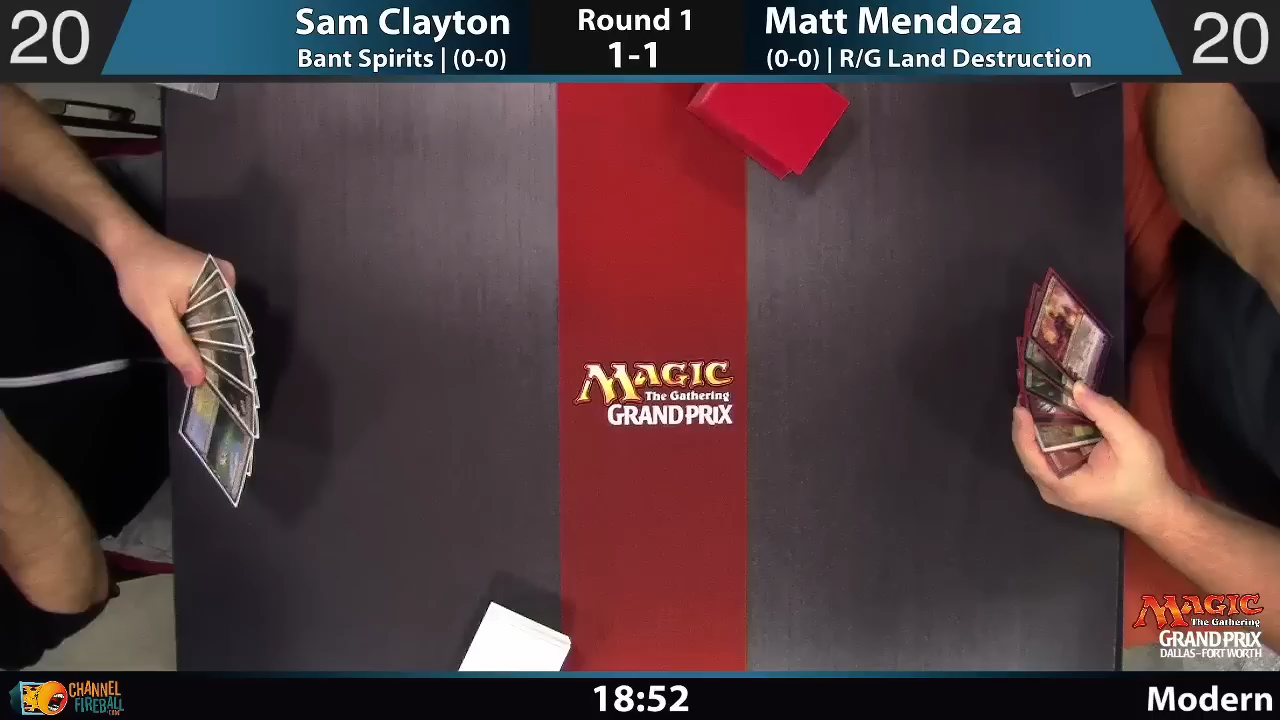 20
Sam Clayton
Bant Spirits | (0-0)
Round 1
1-1
Matt Mendoza
(0-0) | R/G Land Destruction
20
MAGIC
The Gathering
GRAND PRIX
MAGIC
The Gathering
GRAND PRIX
DALLAS-FORT WORTH
CHANNEL
FIREBALL
.COM
18:52
Modern